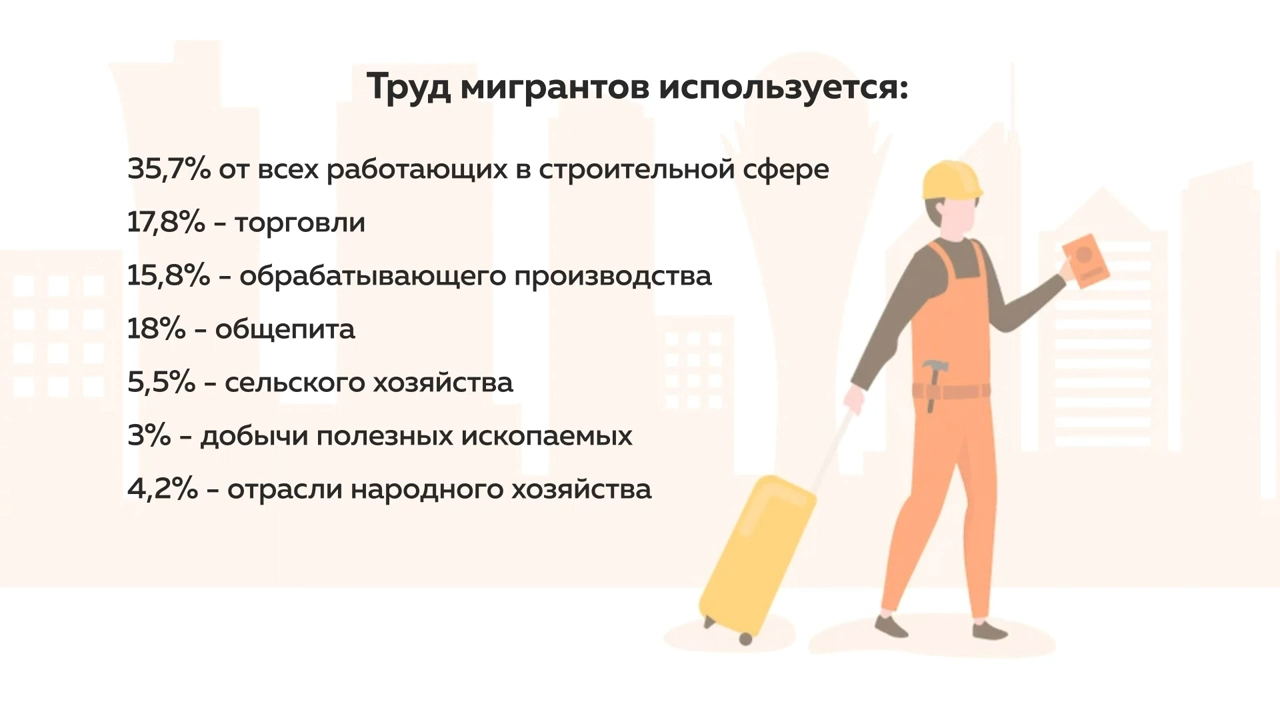 Труд мигрантов используется:
35,7% от всех работающих в строительной сфере
17,8% - торговли
15,8% - обрабатывающего производства
18% - общепита
5,5% - сельского хозяйства
3% - добычи полезных ископаемых
4,2% - отрасли народного хозяйства